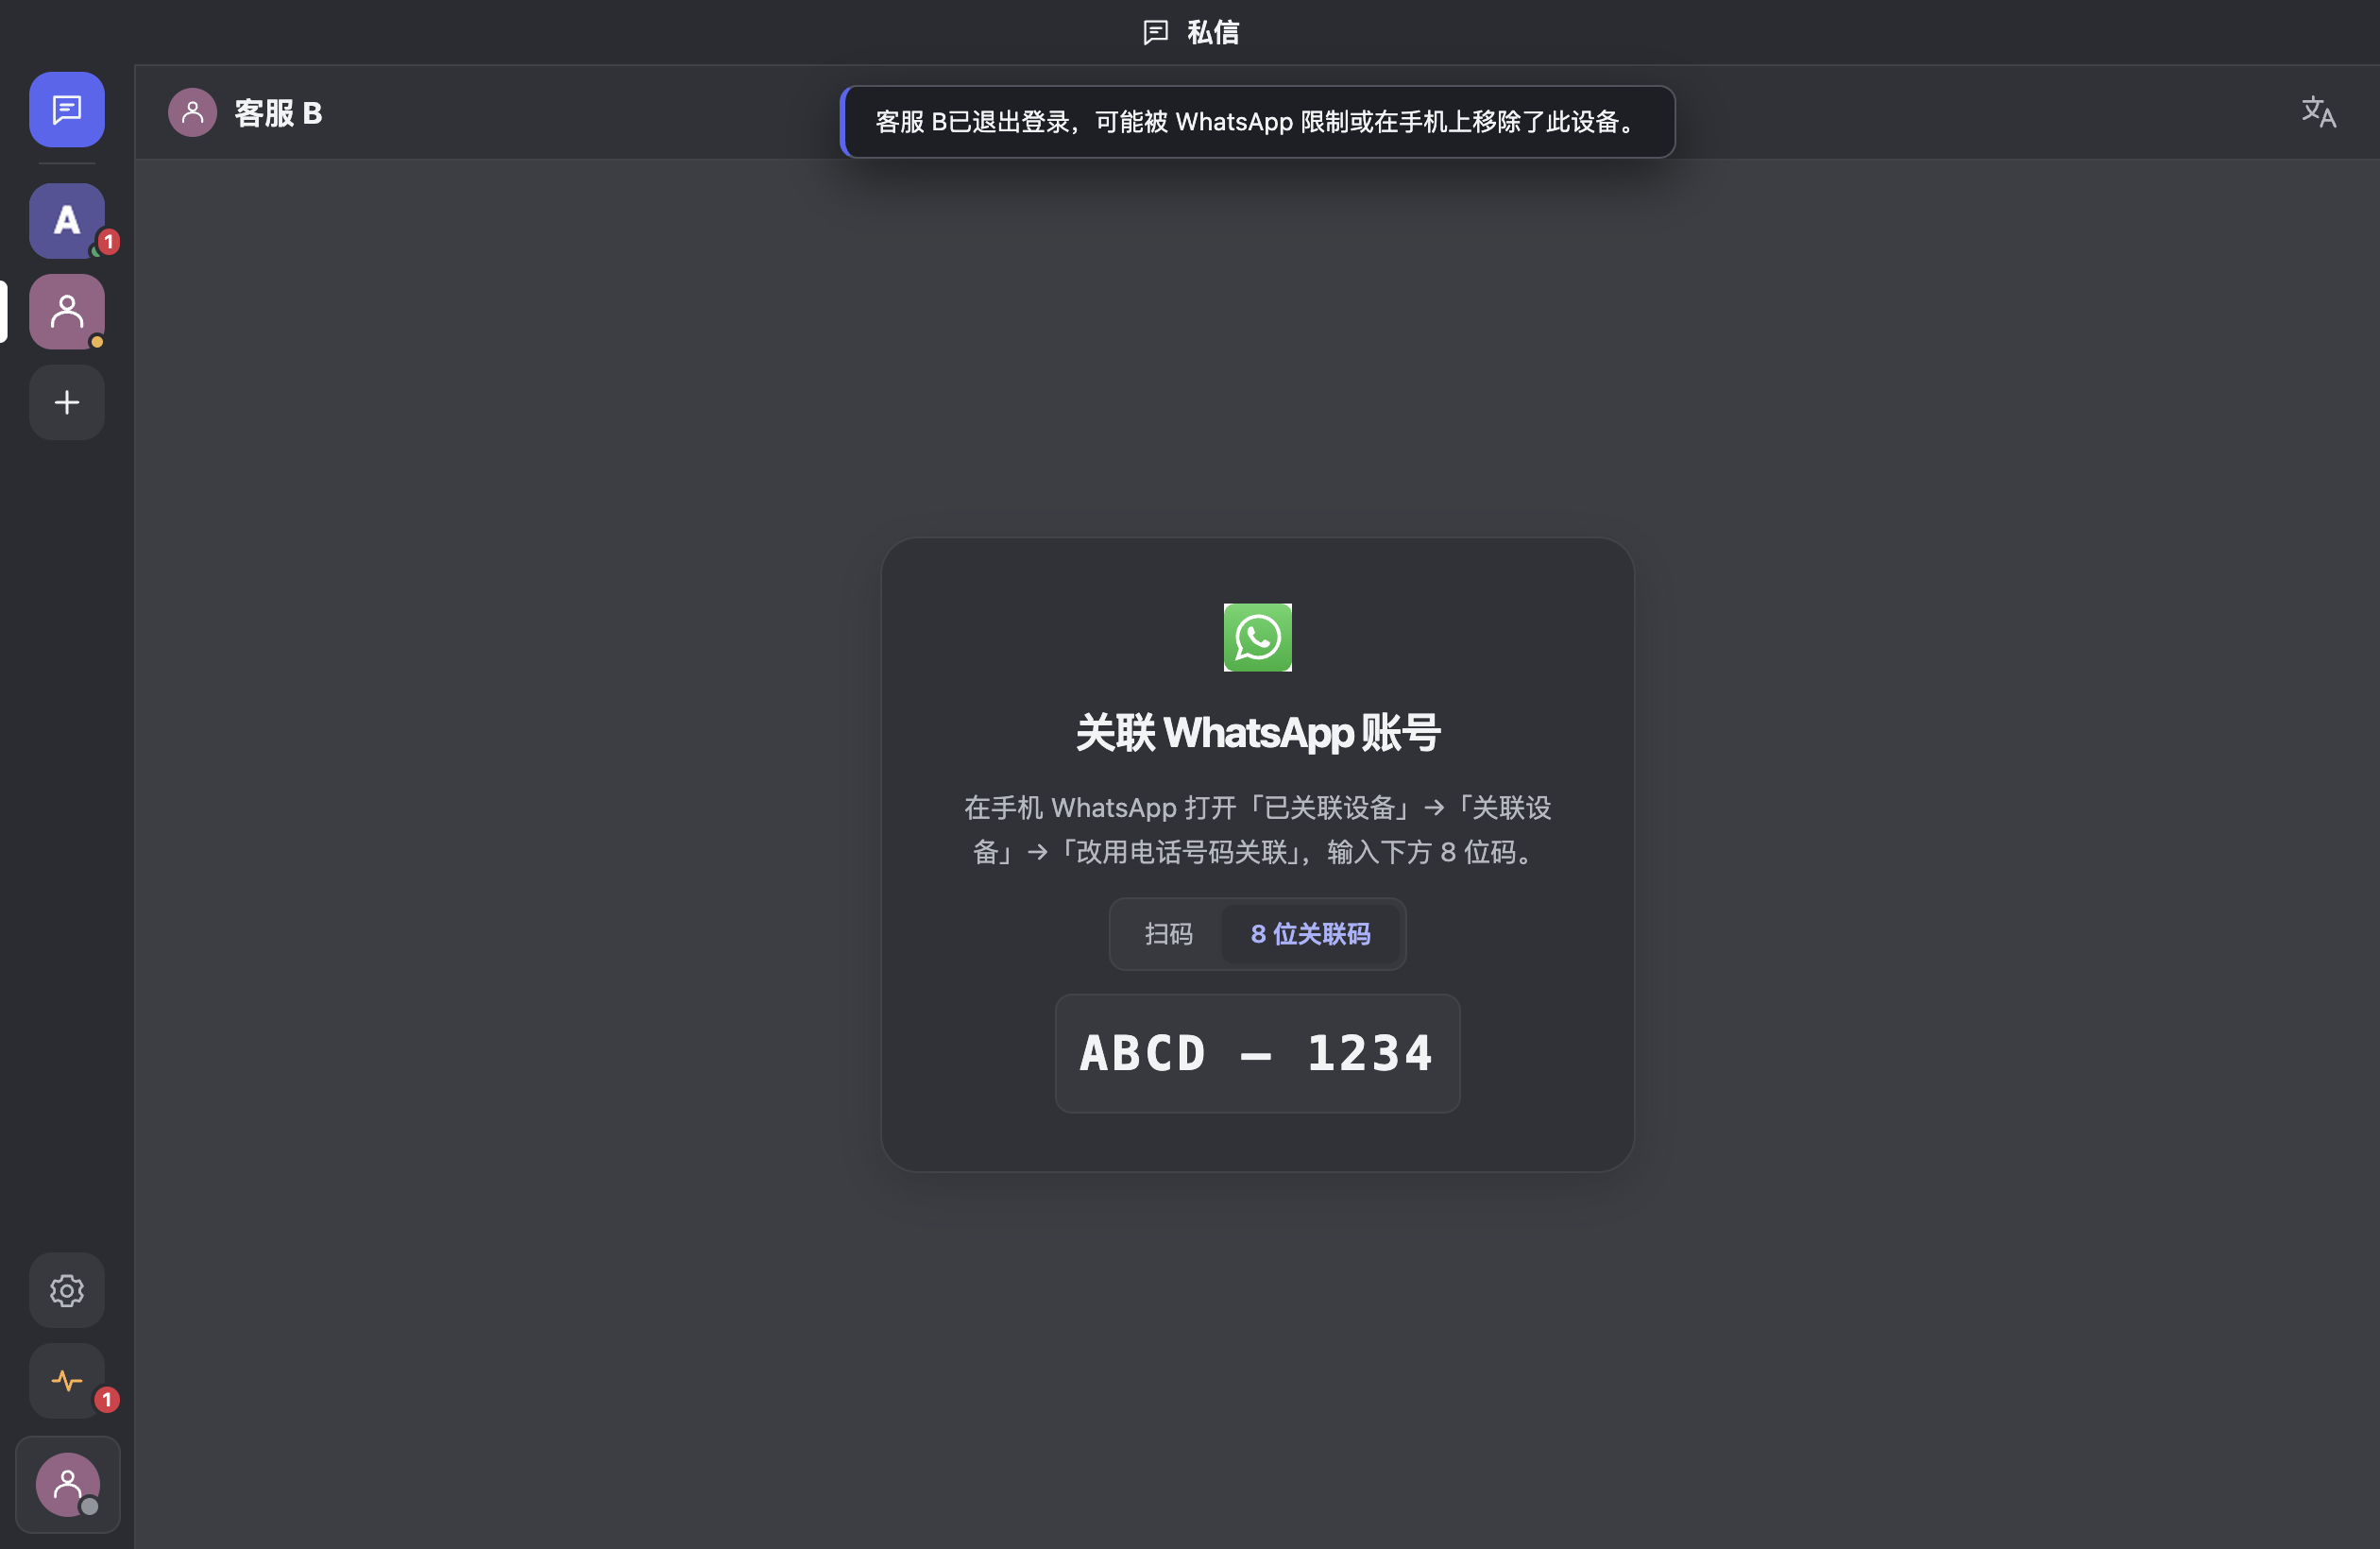 私信
客服 B
客服 B已退出登录，可能被 WhatsApp 限制或在手机上移除了此设备。
A
1
关联 WhatsApp 账号
在手机 WhatsApp 打开「已关联设备」→「关联设
备」→「改用电话号码关联」，输入下方 8 位码。
扫码
8 位关联码
ABCD – 1234
1